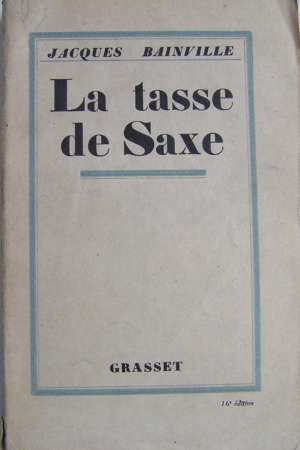 JACQUES BAINVILLE
La tasse
de Saxe
GRASSET
16e édition